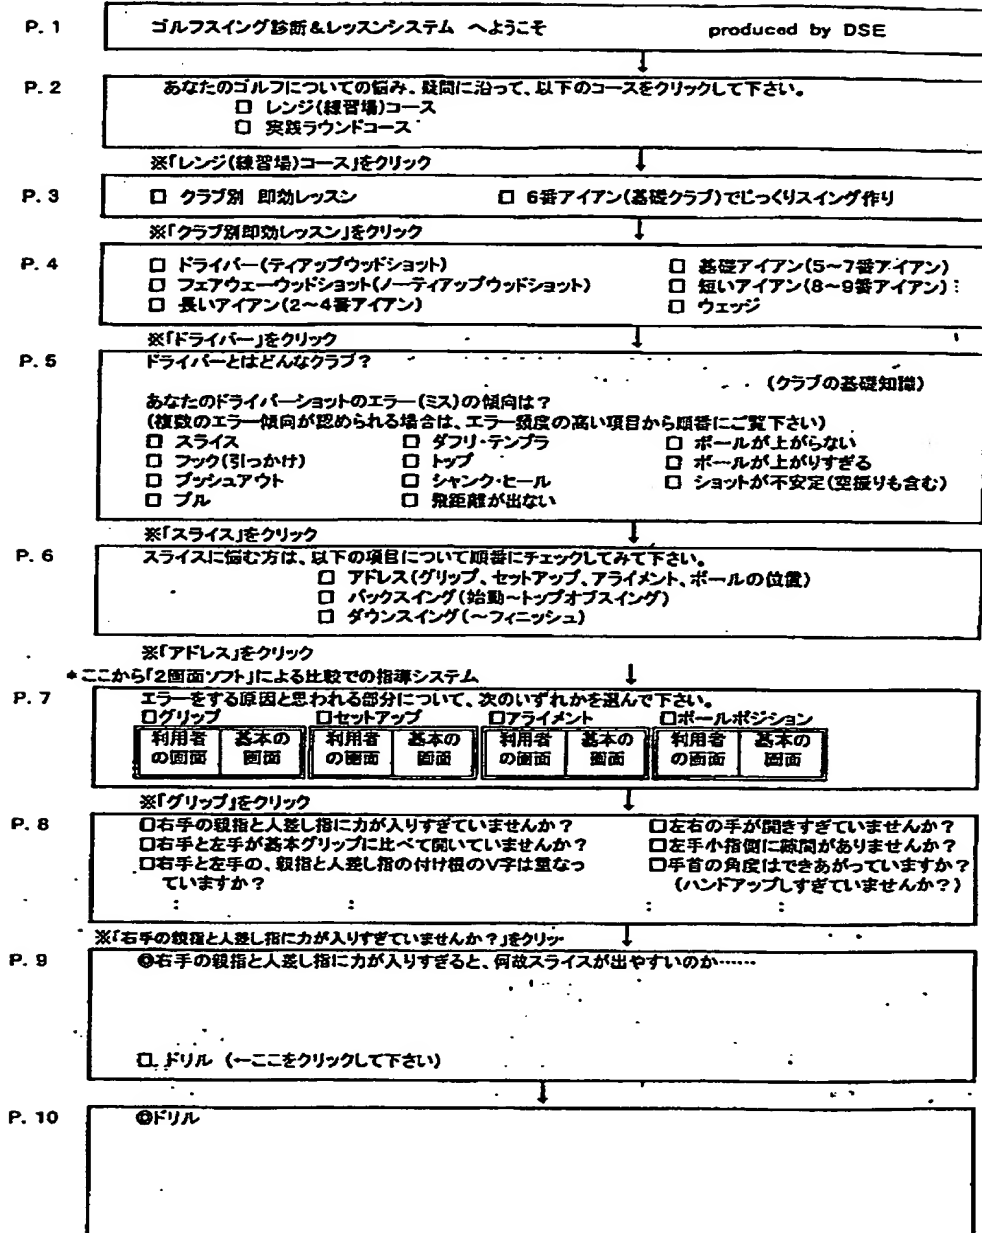 P. 1 ゴルフスイング診断＆レッスンシステム へようこそ produced by DSE
P. 2 あなたのゴルフについての悩み、疑問に沿って、以下のコースをクリックして下さい。
□ レンジ(練習場)コース
□ 実践ラウンドコース
※「レンジ(練習場)コース」をクリック
P. 3 □ クラブ別 即効レッスン □ 6番アイアン(基礎クラブ)でじっくりスイング作り
※「クラブ別即効レッスン」をクリック
P. 4 □ ドライバー(ティアップウッドショット) □ 基礎アイアン(5～7番アイアン)
□ フェアウェーウッドショット(ノーティアップウッドショット) □ 短いアイアン(8～9番アイアン)
□ 長いアイアン(2～4番アイアン) □ ウェッジ
※「ドライバー」をクリック
P. 5 ドライバーとはどんなクラブ？
(クラブの基礎知識)
あなたのドライバーショットのエラー(ミス)の傾向は？
(複数のエラー傾向が認められる場合は、エラー頻度の高い項目から順番にご覧下さい)
□ スライス □ ダフリ・テンプラ □ ボールが上がらない
□ フック(引っかけ) □ トップ □ ボールが上がりすぎる
□ プッシュアウト □ シャンク・ヒール □ ショットが不安定(空振りも含む)
□ プル □ 飛距離が出ない
※「スライス」をクリック
P. 6 スライスに悩む方は、以下の項目について順番にチェックしてみて下さい。
□ アドレス(グリップ、セットアップ、アライメント、ボールの位置)
□ バックスイング(始動～トップオブスイング)
□ ダウンスイング(～フィニッシュ)
※「アドレス」をクリック
＊ここから「2画面ソフト」による比較での指導システム
P. 7 エラーをする原因と思われる部分について、次のいずれかを選んで下さい。
□グリップ □セットアップ □アライメント □ボールポジション
利用者 基本の 利用者 基本の 利用者 基本の 利用者 基本の
の画面 画面 の画面 画面 の画面 画面 の画面 画面
※「グリップ」をクリック
P. 8 □右手の親指と人差し指に力が入りすぎていませんか？ □左右の手が開きすぎていませんか？
□右手と左手が基本グリップに比べて開いていませんか？ □左手小指側に隙間がありませんか？
□右手と左手の、親指と人差し指の付け根のV字は重なっ □手首の角度はできあがっていますか？
ていますか？ (ハンドアップしすぎていませんか？)
： ： ： ：
※「右手の親指と人差し指に力が入りすぎていませんか？」をクリッ
P. 9 ◎右手の親指と人差し指に力が入りすぎると、何故スライスが出やすいのか……
□ ドリル (←ここをクリックして下さい)
P. 10 ◎ドリル